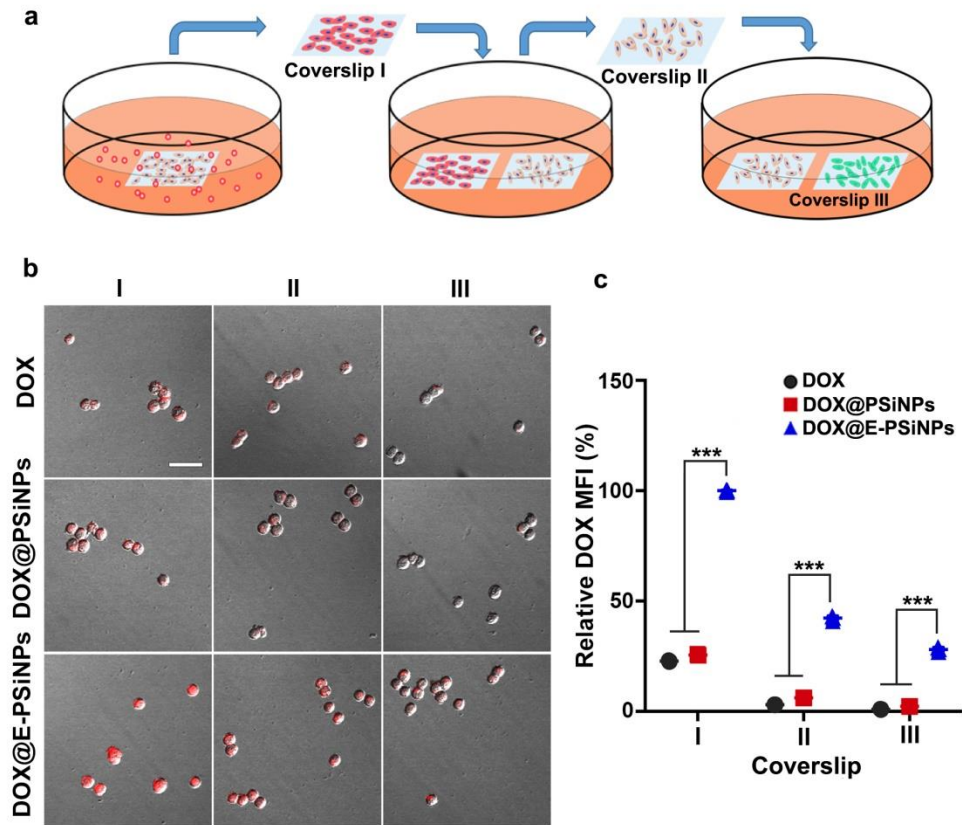 a
Coverslip I
Coverslip II
Coverslip III
b
I II III
DOX
DOX@PSiNPs
DOX@E-PSiNPs
c
DOX
DOX@PSiNPs
DOX@E-PSiNPs
Relative DOX MFI (%)
150
100
50
0
***
***
***
I II III
Coverslip